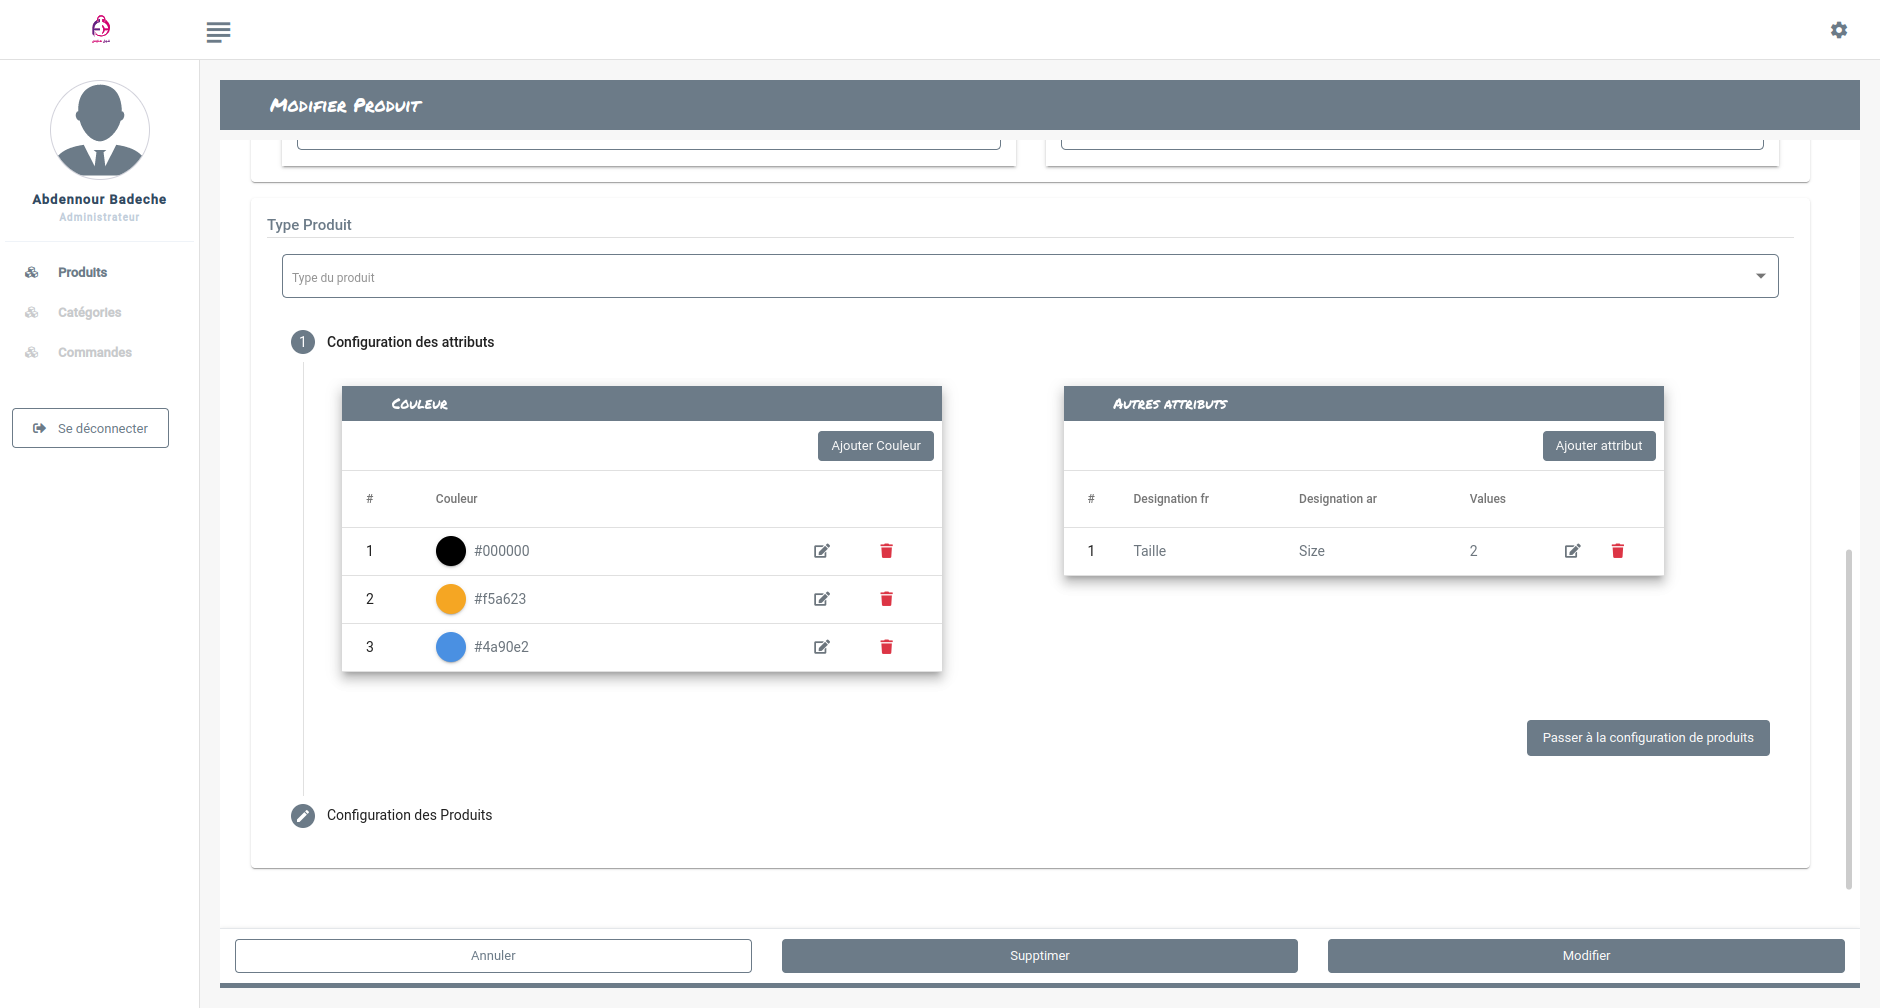 Abdennour Badeche
Administrateur
Produits
Catégories
Commandes
Se déconnecter
Modifier Produit
Type Produit
Type du produit
1 Configuration des attributs
Couleur
Ajouter Couleur
# Couleur
1 #000000
2 #f5a623
3 #4a90e2
Autres attributs
Ajouter attribut
# Designation fr Designation ar Values
1 Taille Size 2
Passer à la configuration de produits
Configuration des Produits
Annuler Supptimer Modifier